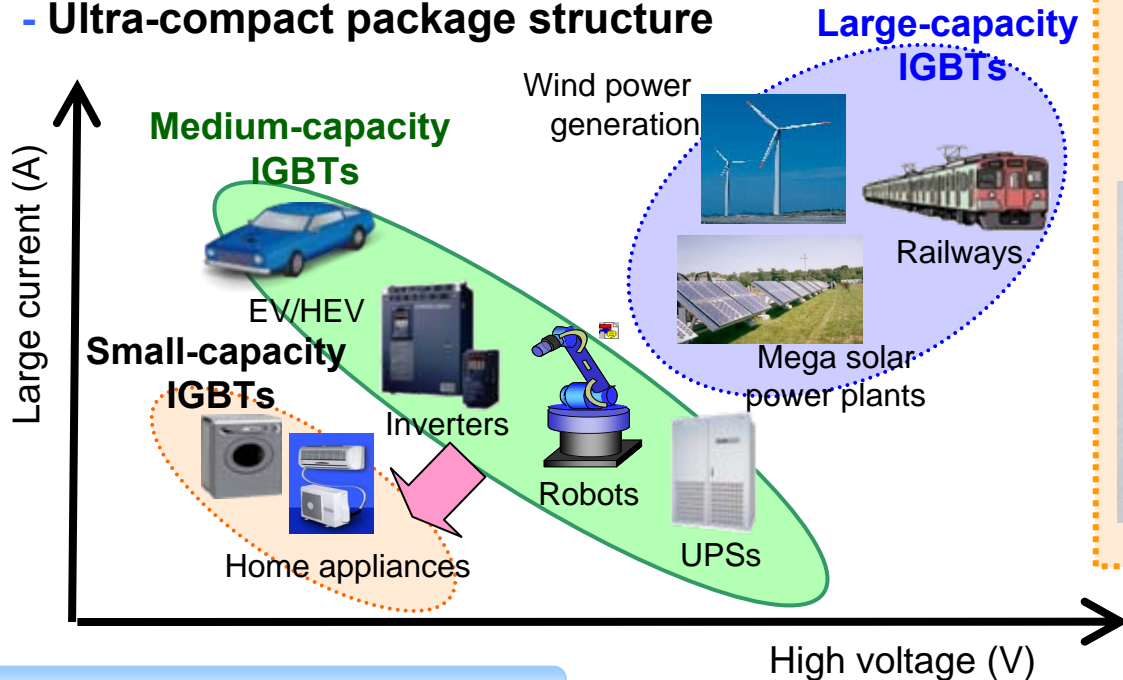 - Ultra-compact package structure
Large-capacity
IGBTs
Wind power
generation
Medium-capacity
IGBTs
Large current (A)
Railways
EV/HEV
Small-capacity
IGBTs
Mega solar
power plants
Inverters
Robots
UPSs
Home appliances
High voltage (V)